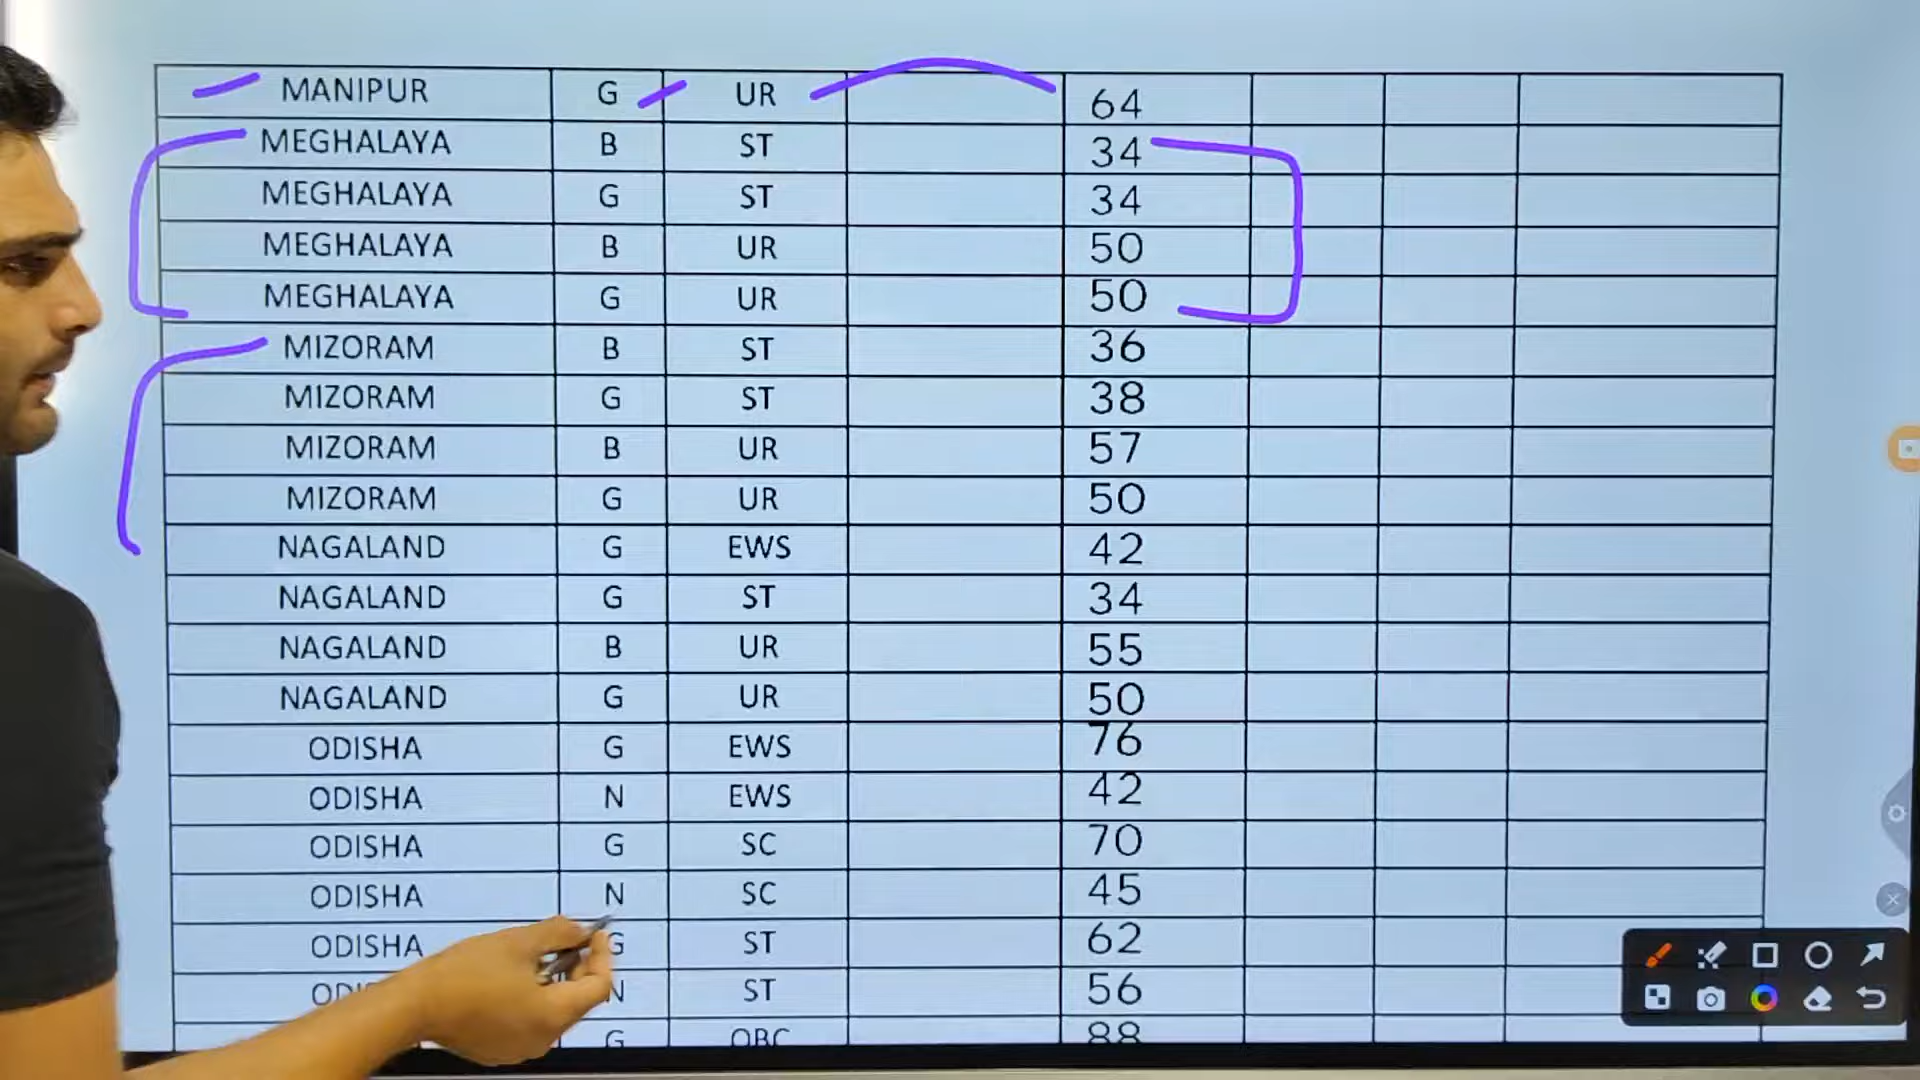 MANIPUR G UR 64
MEGHALAYA B ST 34
MEGHALAYA G ST 34
MEGHALAYA B UR 50
MEGHALAYA G UR 50
MIZORAM B ST 36
MIZORAM G ST 38
MIZORAM B UR 57
MIZORAM G UR 50
NAGALAND G EWS 42
NAGALAND G ST 34
NAGALAND B UR 55
NAGALAND G UR 50
ODISHA G EWS 76
ODISHA N EWS 42
ODISHA G SC 70
ODISHA N SC 45
ODISHA G ST 62
N ST 56
G OBC 88